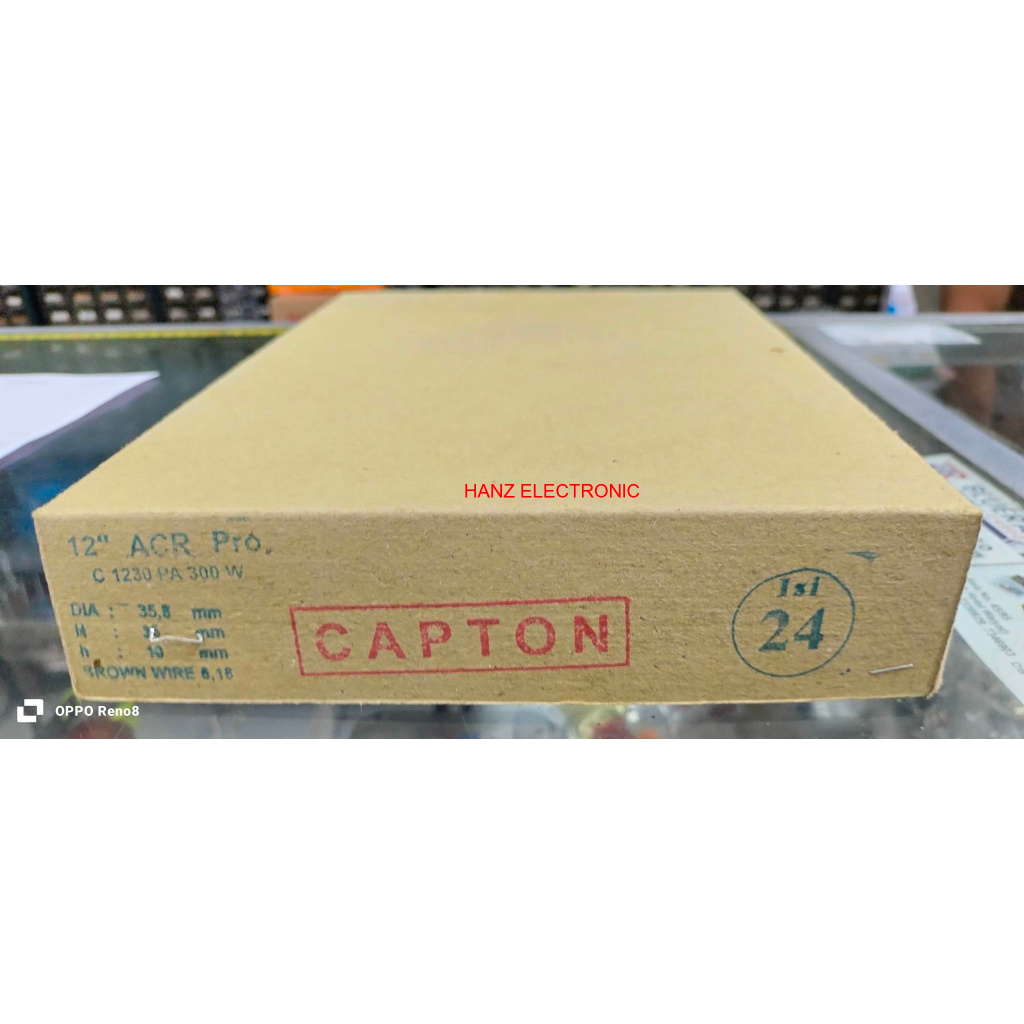 HANZ ELECTRONIC
12" ACR Pro,
C 1230 PA 300 W
DIA : 35,8 mm
H : mm
h : 10 mm
BROWN WIRE 6,18
CAPTON
Isi
24
OPPO Reno8